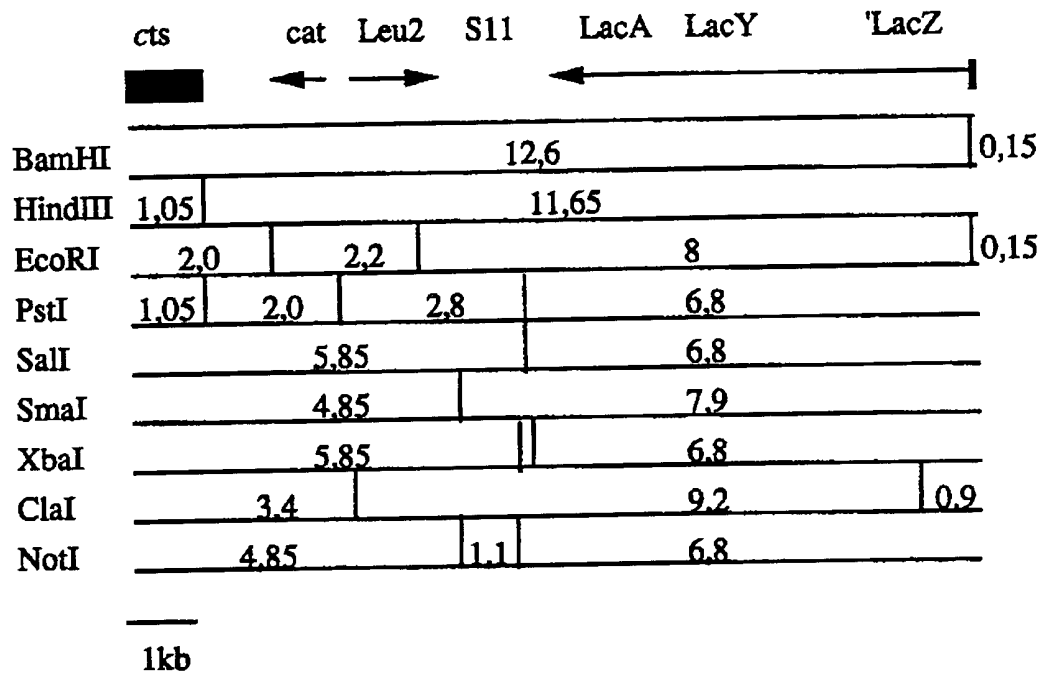 cts cat Leu2 S11 LacA LacY 'LacZ
BamHI 12,6 0,15
HindIII 1,05 11,65
EcoRI 2,0 2,2 8 0,15
PstI 1,05 2,0 2,8 6,8
SalI 5,85 6,8
SmaI 4,85 7,9
XbaI 5,85 6,8
ClaI 3,4 9,2 0,9
NotI 4,85 1,1 6,8
1kb